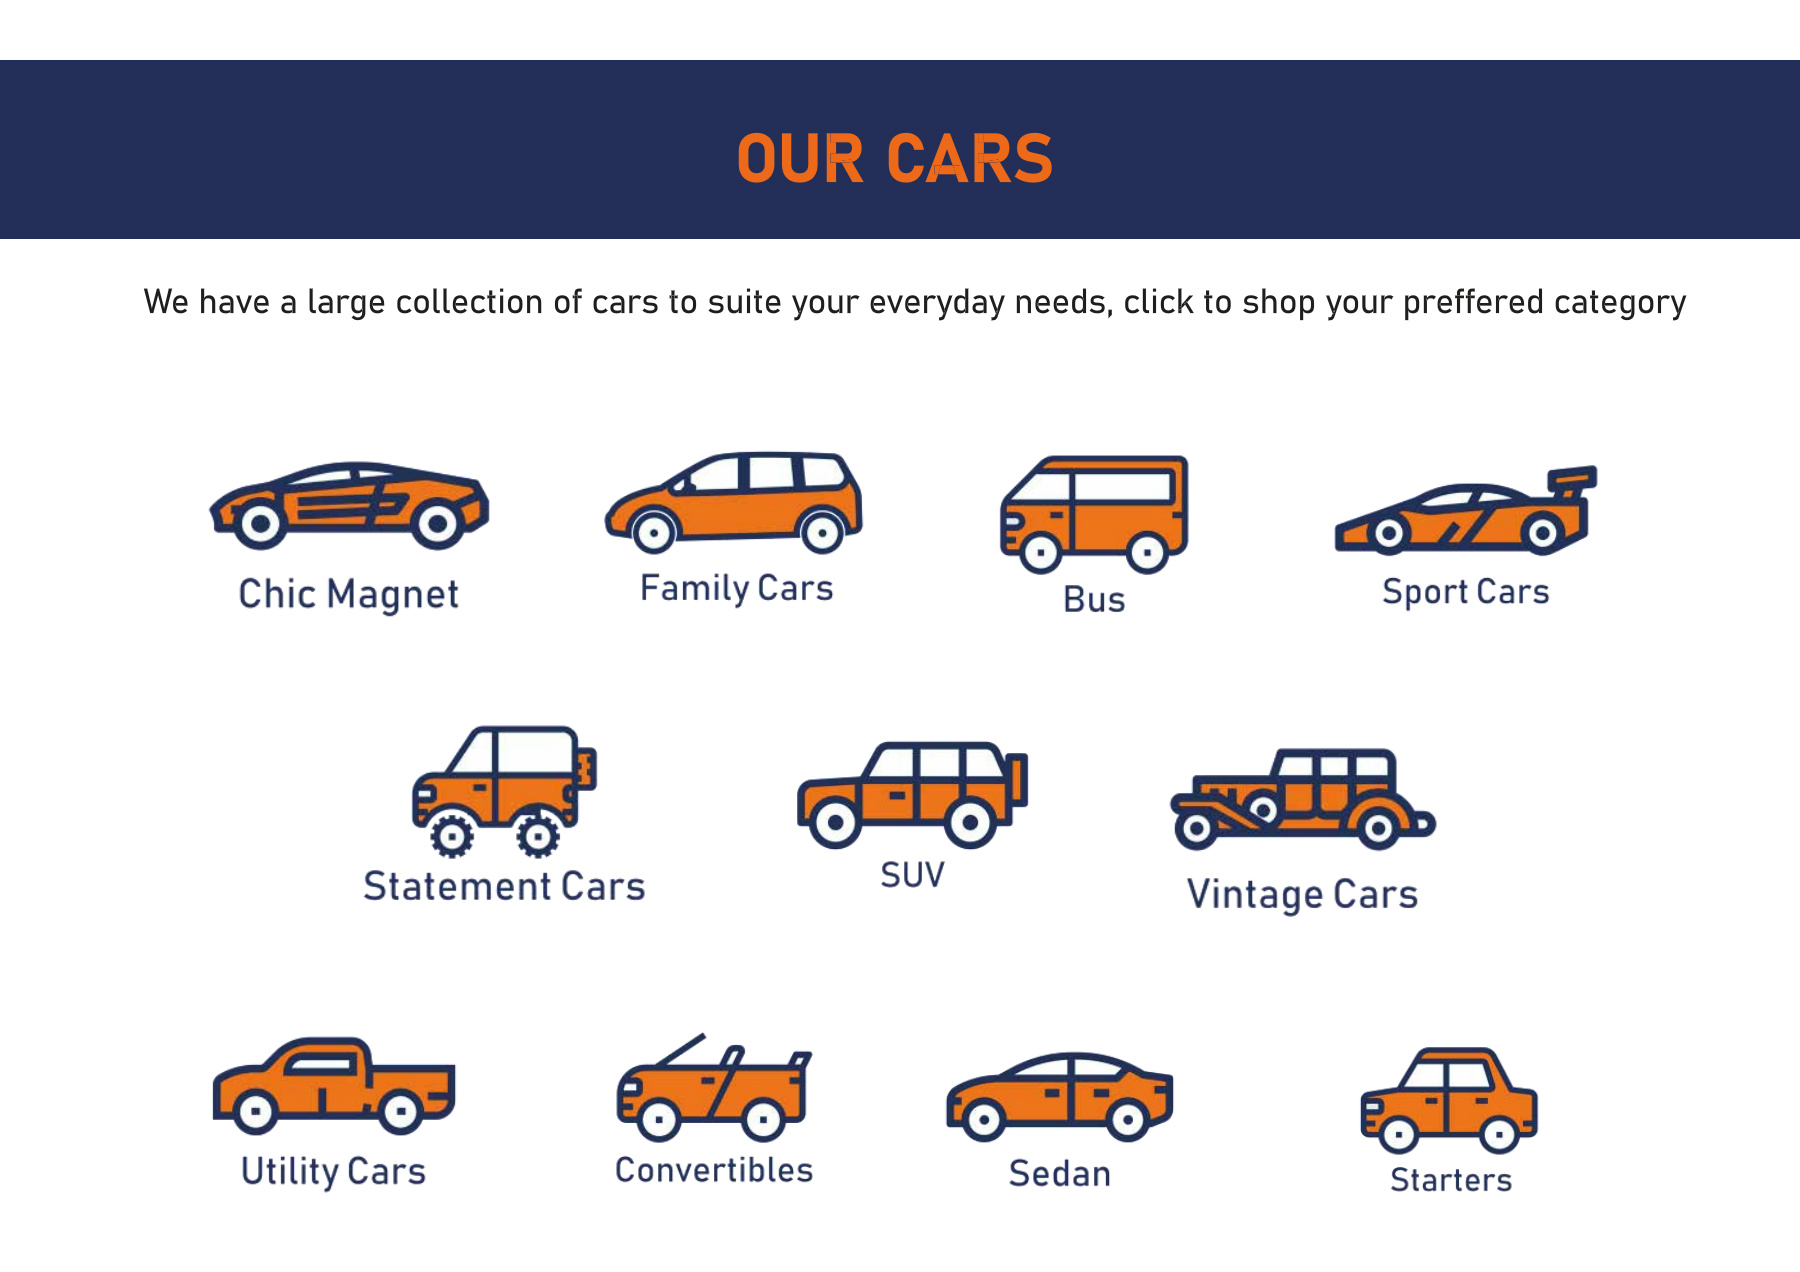 OUR CARS
We have a large collection of cars to suite your everyday needs, click to shop your preffered category
Chic Magnet
Family Cars
Bus
Sport Cars
Statement Cars
SUV
Vintage Cars
Utility Cars
Convertibles
Sedan
Starters